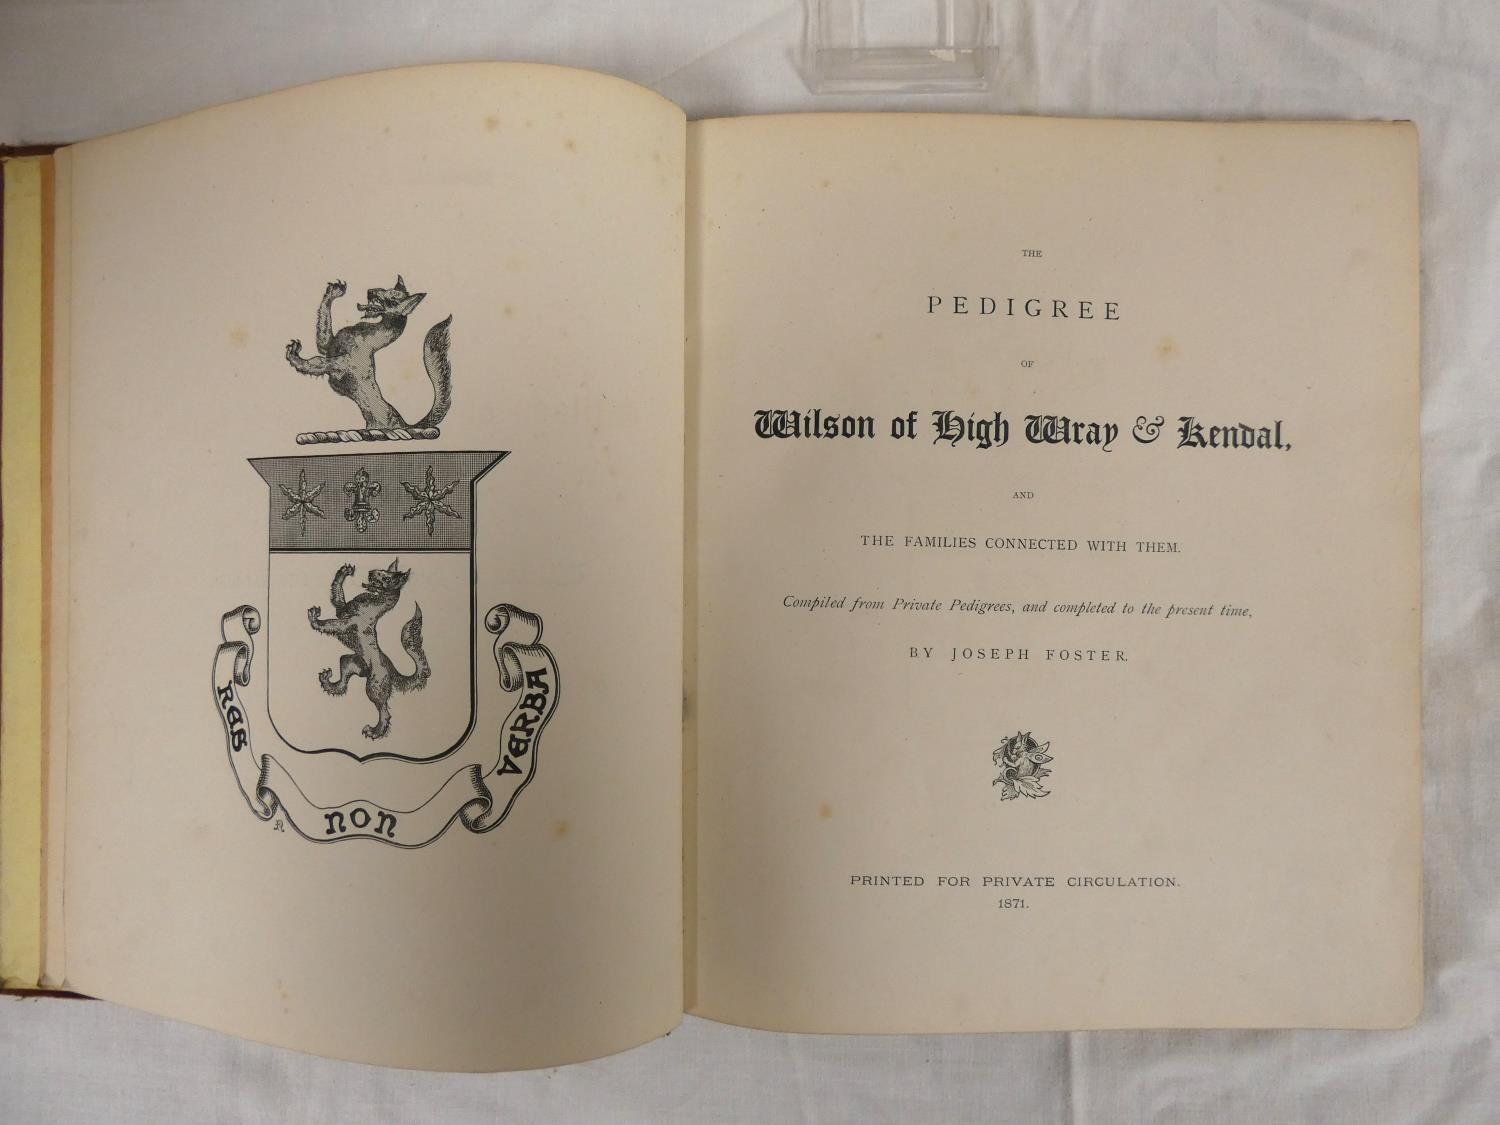 RES
NON
VERBA
THE
PEDIGREE
OF
Wilson of High Wray & Kendal,
AND
THE FAMILIES CONNECTED WITH THEM.
Compiled from Private Pedigrees, and completed to the present time,
BY JOSEPH FOSTER.
PRINTED FOR PRIVATE CIRCULATION.
1871.